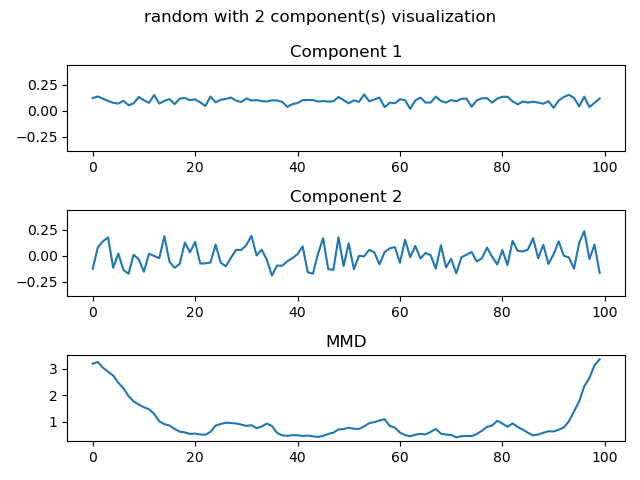 random with 2 component(s) visualization
Component 1
0.25
0.00
−0.25
0 20 40 60 80 100
Component 2
0.25
0.00
−0.25
0 20 40 60 80 100
MMD
3
2
1
0 20 40 60 80 100